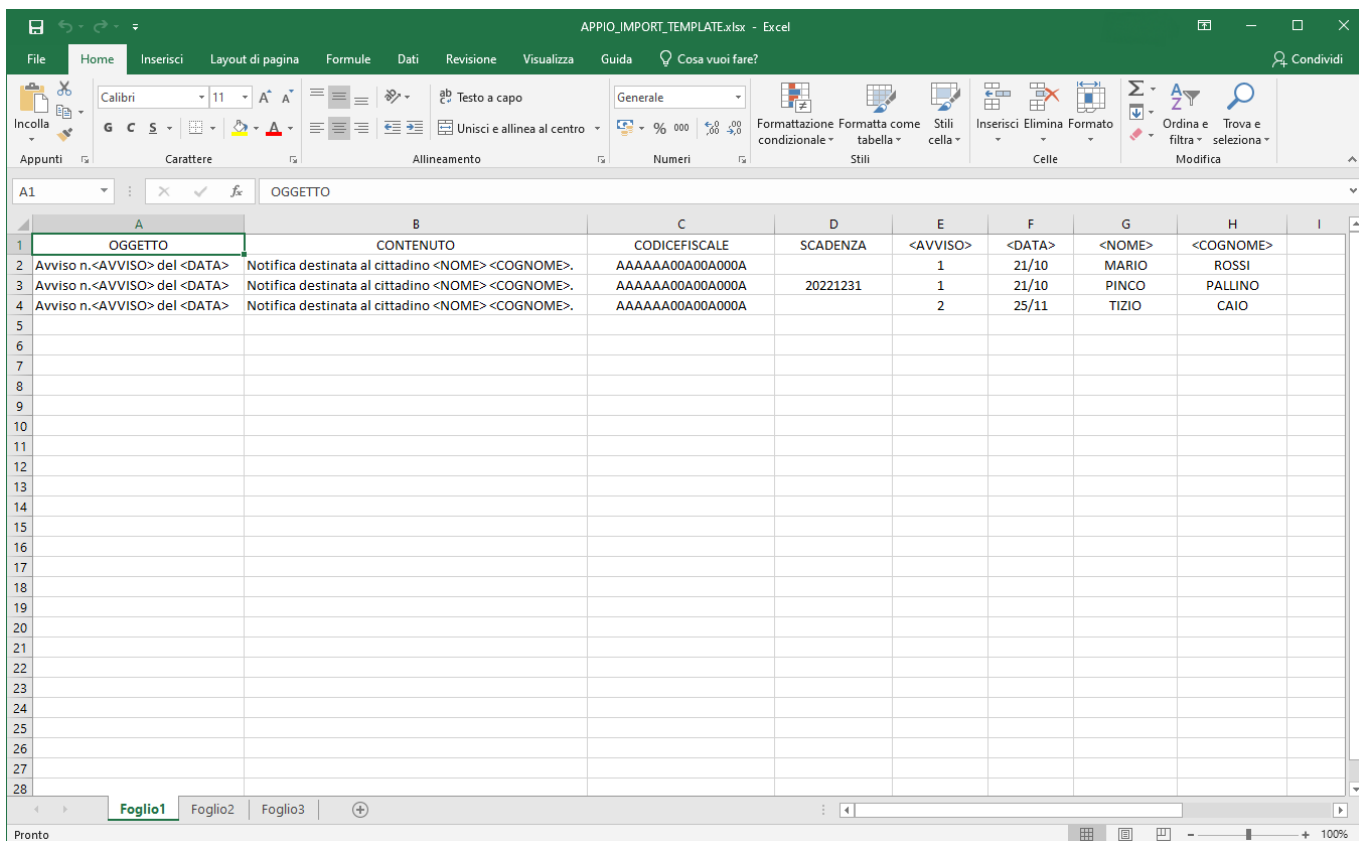 APPIO_IMPORT_TEMPLATE.xlsx - Excel
File Home Inserisci Layout di pagina Formule Dati Revisione Visualizza Guida Cosa vuoi fare? Condividi
Calibri 11 A A ab Testo a capo Generale
Incolla G C S A Unisci e allinea al centro % 000 Formattazione condizionale Formatta come tabella Stili cella Inserisci Elimina Formato Ordina e filtra Trova e seleziona
Appunti Carattere Allineamento Numeri Stili Celle Modifica
A1 fx OGGETTO
A B C D E F G H I
1 OGGETTO CONTENUTO CODICEFISCALE SCADENZA <AVVISO> <DATA> <NOME> <COGNOME>
2 Avviso n.<AVVISO> del <DATA> Notifica destinata al cittadino <NOME> <COGNOME>. AAAAAA00A00A000A 1 21/10 MARIO ROSSI
3 Avviso n.<AVVISO> del <DATA> Notifica destinata al cittadino <NOME> <COGNOME>. AAAAAA00A00A000A 20221231 1 21/10 PINCO PALLINO
4 Avviso n.<AVVISO> del <DATA> Notifica destinata al cittadino <NOME> <COGNOME>. AAAAAA00A00A000A 2 25/11 TIZIO CAIO
5
6
7
8
9
10
11
12
13
14
15
16
17
18
19
20
21
22
23
24
25
26
27
28
Foglio1 Foglio2 Foglio3
Pronto 100%